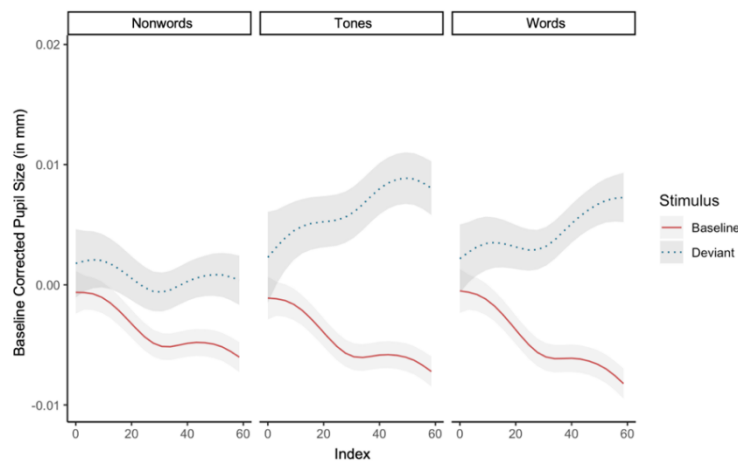 Nonwords Tones Words
Baseline Corrected Pupil Size (in mm)
0.02
0.01
0.00
-0.01
0 20 40 60 0 20 40 60 0 20 40 60
Index
Stimulus
Baseline
Deviant